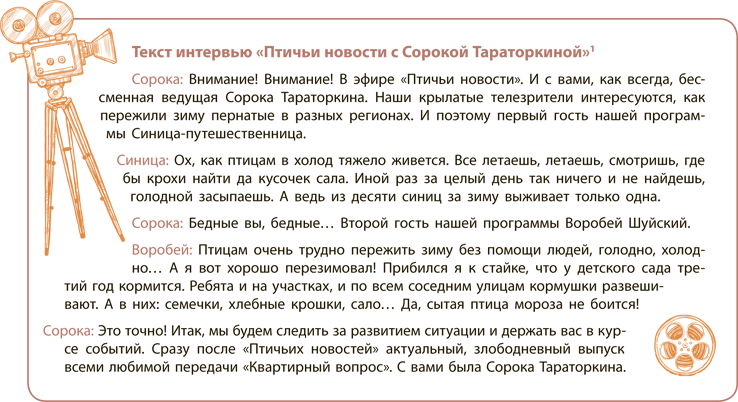 Текст интервью «Птичьи новости с Сорокой Тараторкиной»¹
Сорока: Внимание! Внимание! В эфире «Птичьи новости». И с вами, как всегда, бес-
сменная ведущая Сорока Тараторкина. Наши крылатые телезрители интересуются, как
пережили зиму пернатые в разных регионах. И поэтому первый гость нашей програм-
мы Синица-путешественница.
Синица: Ох, как птицам в холод тяжело живется. Все летаешь, летаешь, смотришь, где
бы крохи найти да кусочек сала. Иной раз за целый день так ничего и не найдешь,
голодной засыпаешь. А ведь из десяти синиц за зиму выживает только одна.
Сорока: Бедные вы, бедные… Второй гость нашей программы Воробей Шуйский.
Воробей: Птицам очень трудно пережить зиму без помощи людей, голодно, холод-
но… А я вот хорошо перезимовал! Прибился я к стайке, что у детского сада тре-
тий год кормится. Ребята и на участках, и по всем соседним улицам кормушки развеши-
вают. А в них: семечки, хлебные крошки, сало… Да, сытая птица мороза не боится!
Сорока: Это точно! Итак, мы будем следить за развитием ситуации и держать вас в кур-
се событий. Сразу после «Птичьих новостей» актуальный, злободневный выпуск
всеми любимой передачи «Квартирный вопрос». С вами была Сорока Тараторкина.